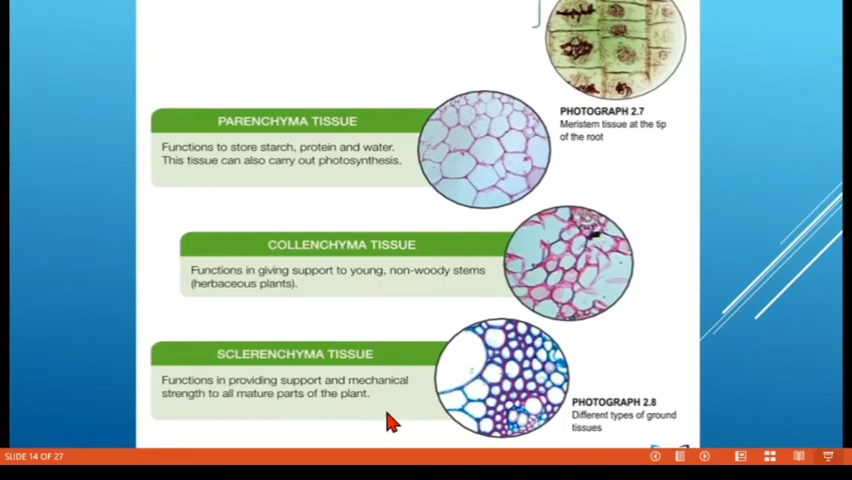 PHOTOGRAPH 2.7
Meristem tissue at the tip
of the root
PARENCHYMA TISSUE
Functions to store starch, protein and water.
This tissue can also carry out photosynthesis.
COLLENCHYMA TISSUE
Functions in giving support to young, non-woody stems
(herbaceous plants).
SCLERENCHYMA TISSUE
Functions in providing support and mechanical
strength to all mature parts of the plant.
PHOTOGRAPH 2.8
Different types of ground
tissues
SLIDE 14 OF 27